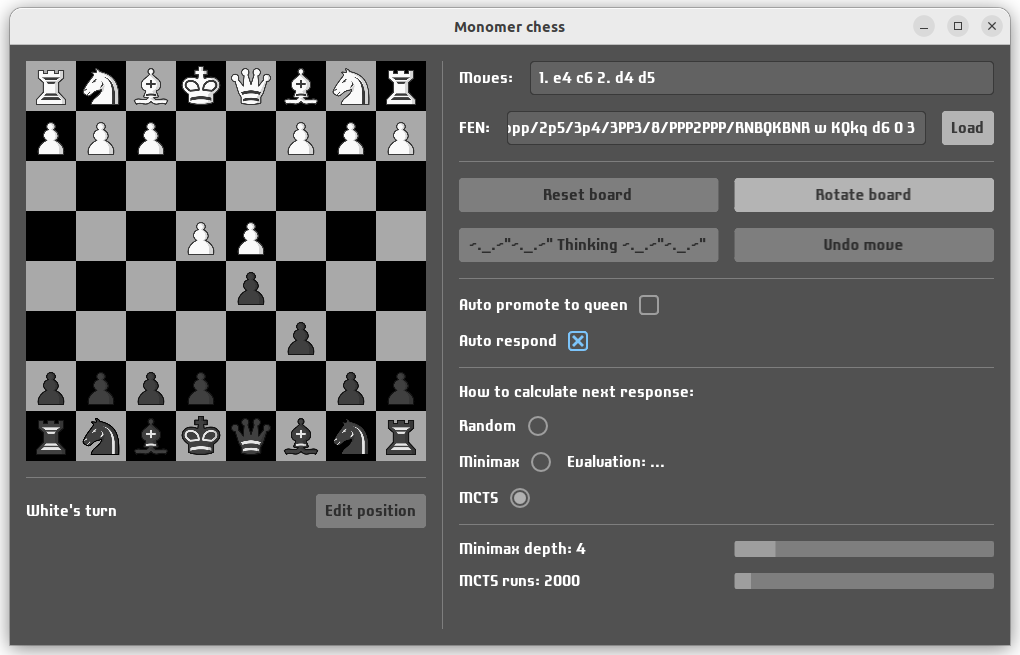 Monomer chess
Moves: 1. e4 c6 2. d4 d5
FEN: pp/2p5/3p4/3PP3/8/PPP2PPP/RNBQKBNR w KQkq d6 0 3 Load
Reset board Rotate board
~._.~"~._.~" Thinking ~._.~"~._.~" Undo move
Auto promote to queen
Auto respond
How to calculate next response:
Random
Minimax Evaluation: ...
MCTS
White's turn Edit position
Minimax depth: 4
MCTS runs: 2000